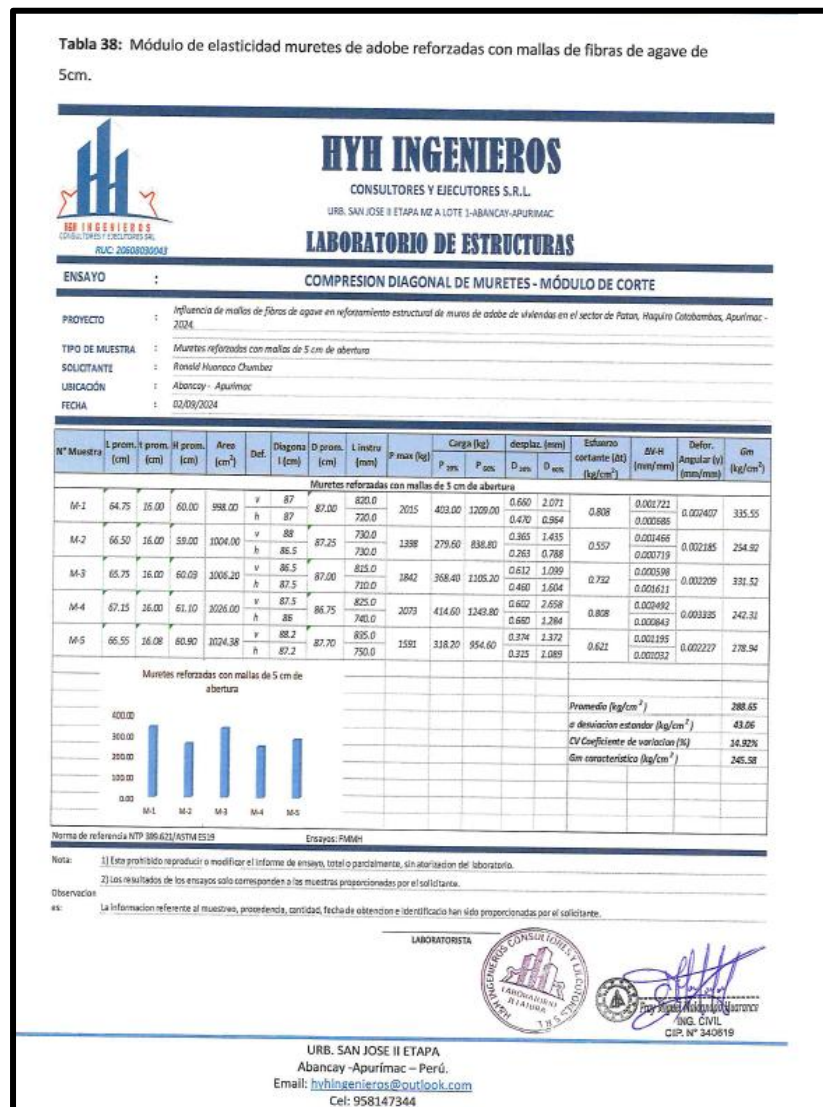 Tabla 38: Módulo de elasticidad muretes de adobe reforzadas con mallas de fibras de agave de
5cm.
HYH INGENIEROS
CONSULTORES Y EJECUTORES S.R.L.
URB. SAN JOSE II ETAPA MZ A LOTE 1-ABANCAY-APURIMAC
H&H INGENIEROS
CONSULTORES Y EJECUTORES SRL
RUC: 20608030043
LABORATORIO DE ESTRUCTURAS
ENSAYO : COMPRESION DIAGONAL DE MURETES - MÓDULO DE CORTE
PROYECTO : Influencia de mallas de fibras de agave en reforzamiento estructural de muros de adobe de viviendas en el sector de Patan, Haquiro Cotabambas, Apurímac -
2024.
TIPO DE MUESTRA : Muretes reforzadas con mallas de 5 cm de abertura
SOLICITANTE : Ronald Huanaco Chumbez
UBICACIÓN : Abancay - Apurímac
FECHA : 02/09/2024
N° Muestra L prom. (cm) t prom. (cm) H prom. (cm) Area (cm²) Def. Diagonal (cm) D prom. (cm) L instru (mm) P max (kg) Carga (kg) P 20% P 60% desplaz. (mm) D 20% D 60% Esfuerzo cortante (Δt) (kg/cm²) ΔV-H (mm/mm) Defor. Angular (γ) (mm/mm) Gm (kg/cm²)
Muretes reforzadas con mallas de 5 cm de abertura
M-1 64.75 16.00 60.00 998.00 v 87 87.00 820.0 2015 403.00 1209.00 0.660 2.071 0.808 0.001721 0.002407 335.55
h 87 720.0 0.470 0.964 0.000686
M-2 66.50 16.00 59.00 1004.00 v 88 87.25 730.0 1398 279.60 838.80 0.365 1.435 0.557 0.001466 0.002185 254.92
h 86.5 730.0 0.263 0.788 0.000719
M-3 65.75 16.00 60.03 1006.20 v 86.5 87.00 815.0 1842 368.40 1105.20 0.612 1.099 0.732 0.000598 0.002209 331.52
h 87.5 710.0 0.460 1.604 0.001611
M-4 67.15 16.00 61.10 1026.00 v 87.5 86.75 825.0 2073 414.60 1243.80 0.602 2.658 0.808 0.002492 0.003335 242.31
h 86 740.0 0.660 1.284 0.000843
M-5 66.55 16.08 60.90 1024.38 v 88.2 87.70 835.0 1591 318.20 954.60 0.374 1.372 0.621 0.001195 0.002227 278.94
h 87.2 750.0 0.315 1.089 0.001032
Muretes reforzadas con mallas de 5 cm de
abertura
400.00
300.00
200.00
100.00
0.00
M-1 M-2 M-3 M-4 M-5
Promedio (kg/cm²) 288.65
σ desviacion estandar (kg/cm²) 43.06
CV Coeficiente de variacion (%) 14.92%
Gm caracteristico (kg/cm²) 245.58
Norma de referencia NTP 399.621/ASTM E519 Ensayos: FMMH
Nota: 1) Esta prohibido reproducir o modificar el informe de ensayo, total o parcialmente, sin atorizacion del laboratorio.
2) Los resultados de los ensayos solo corresponden a las muestras proporcionadas por el solicitante.
Observacion
es: La informacion referente al muestreo, procedencia, cantidad, fecha de obtencion e identificacio han sido proporcionadas por el solicitante.
LABORATORISTA
H&H INGENIEROS CONSULTORES Y EJECUTORES S.R.L.
LABORATORIO
JEFATURA
ING. CIVIL
CIP. N° 340619
URB. SAN JOSE II ETAPA
Abancay -Apurímac – Perú.
Email: hyhingenieros@outlook.com
Cel: 958147344